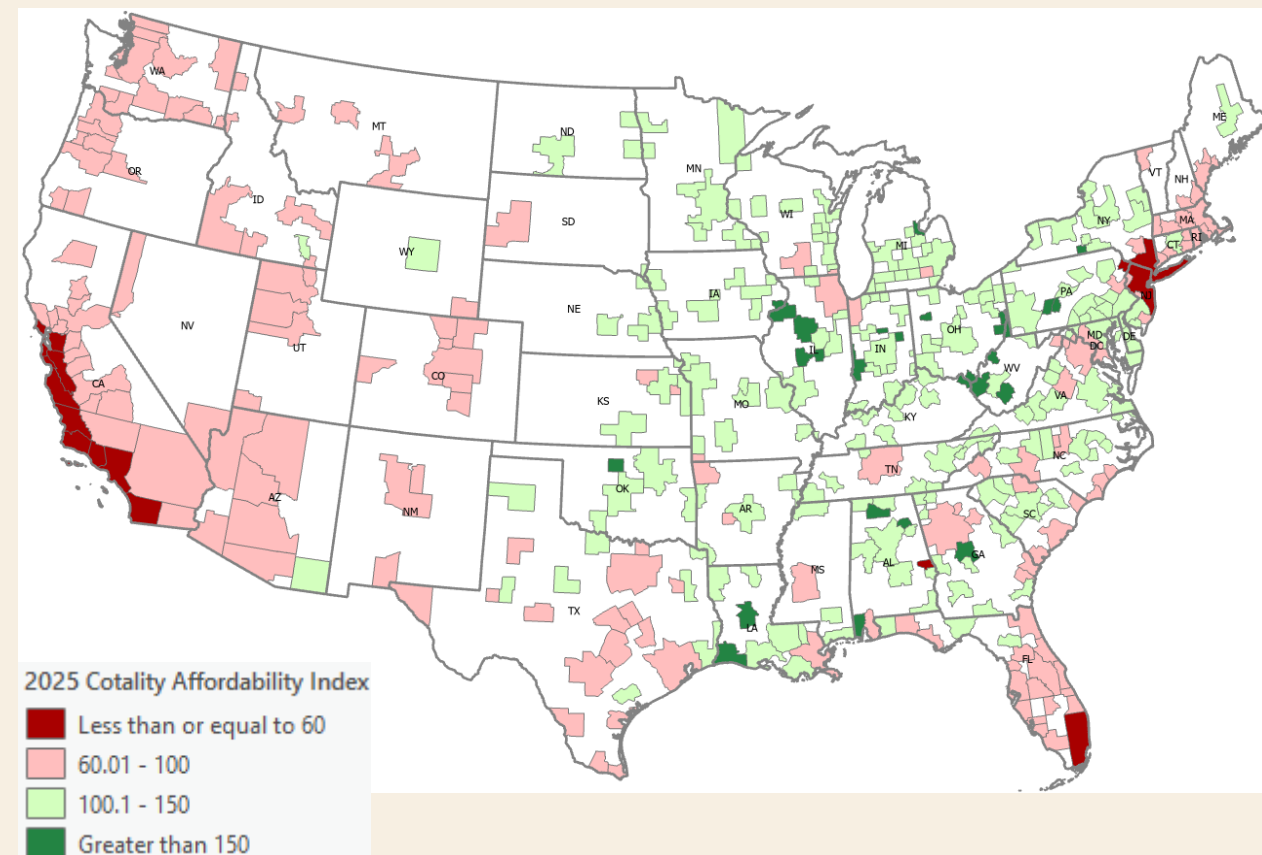 WA
MT
ND
ME
OR
MN
VT
NH
ID
SD
WI
NY
MA
WY
MI
CT
RI
IA
PA
NJ
NE
NV
OH
MD
DE
UT
IL
IN
DC
CO
WV
CA
KS
MO
VA
KY
NC
TN
OK
AZ
NM
AR
SC
MS
AL
GA
TX
LA
FL
2025 Cotality Affordability Index
Less than or equal to 60
60.01 - 100
100.1 - 150
Greater than 150